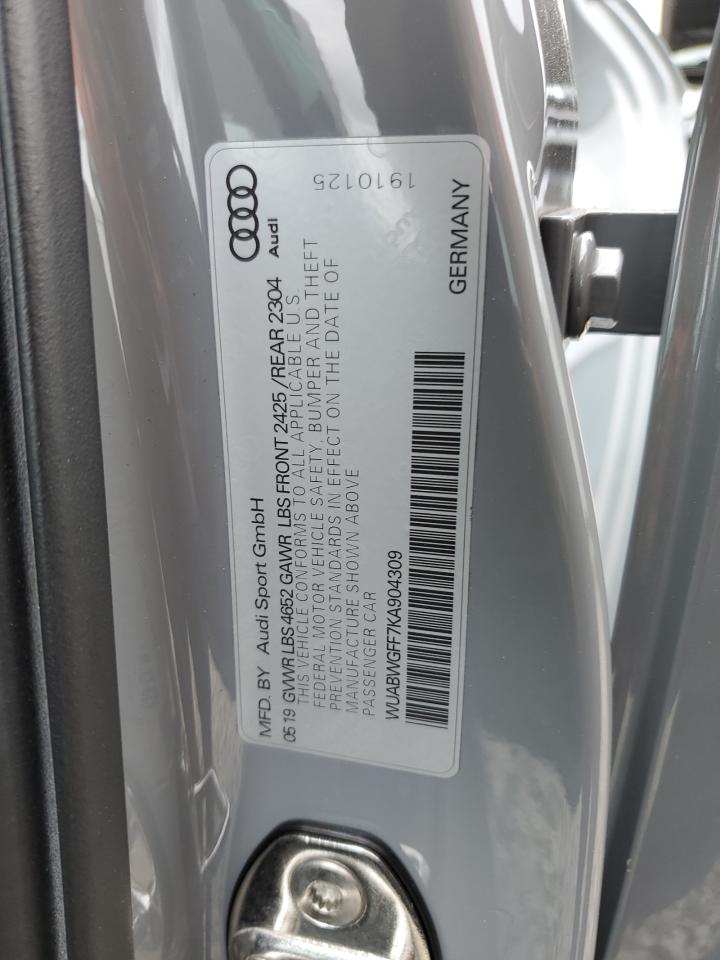 MFD. BY Audi Sport GmbH
Audi
0519 GVWR LBS 4652 GAWR LBS FRONT 2425 / REAR 2304
THIS VEHICLE CONFORMS TO ALL APPLICABLE U.S.
FEDERAL MOTOR VEHICLE SAFETY, BUMPER AND THEFT
PREVENTION STANDARDS IN EFFECT ON THE DATE OF
MANUFACTURE SHOWN ABOVE
PASSENGER CAR
1910125
WUABWGFF7KA904309
GERMANY